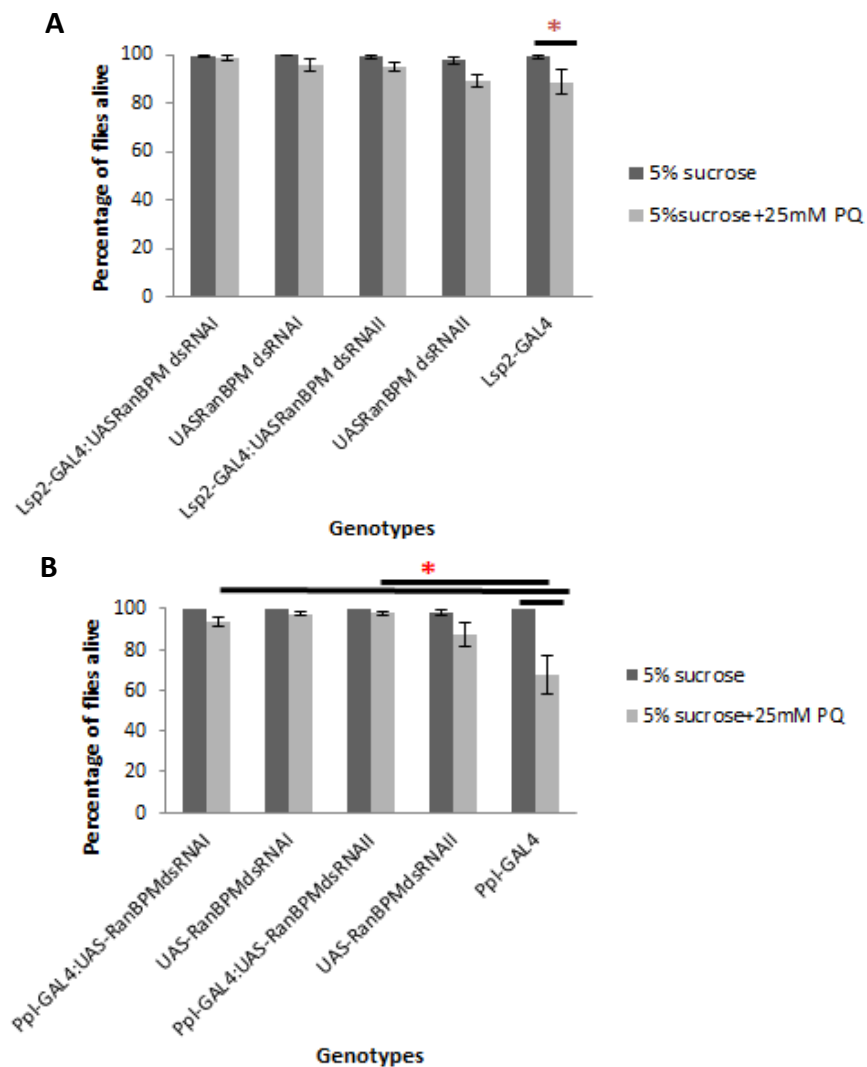 A
*
Percentage of flies alive
100
80
60
40
20
0
5% sucrose
5%sucrose+25mM PQ
Lsp2-GAL4:UASRanBPM dsRNAI
UASRanBPM dsRNAI
Lsp2-GAL4:UASRanBPM dsRNAII
UASRanBPM dsRNAII
Lsp2-GAL4
Genotypes
B
*
Percentage of flies alive
100
80
60
40
20
0
5% sucrose
5% sucrose+25mM PQ
Ppl-GAL4:UAS-RanBPMdsRNAI
UAS-RanBPMdsRNAI
Ppl-GAL4:UAS-RanBPMdsRNAII
UAS-RanBPMdsRNAII
Ppl-GAL4
Genotypes